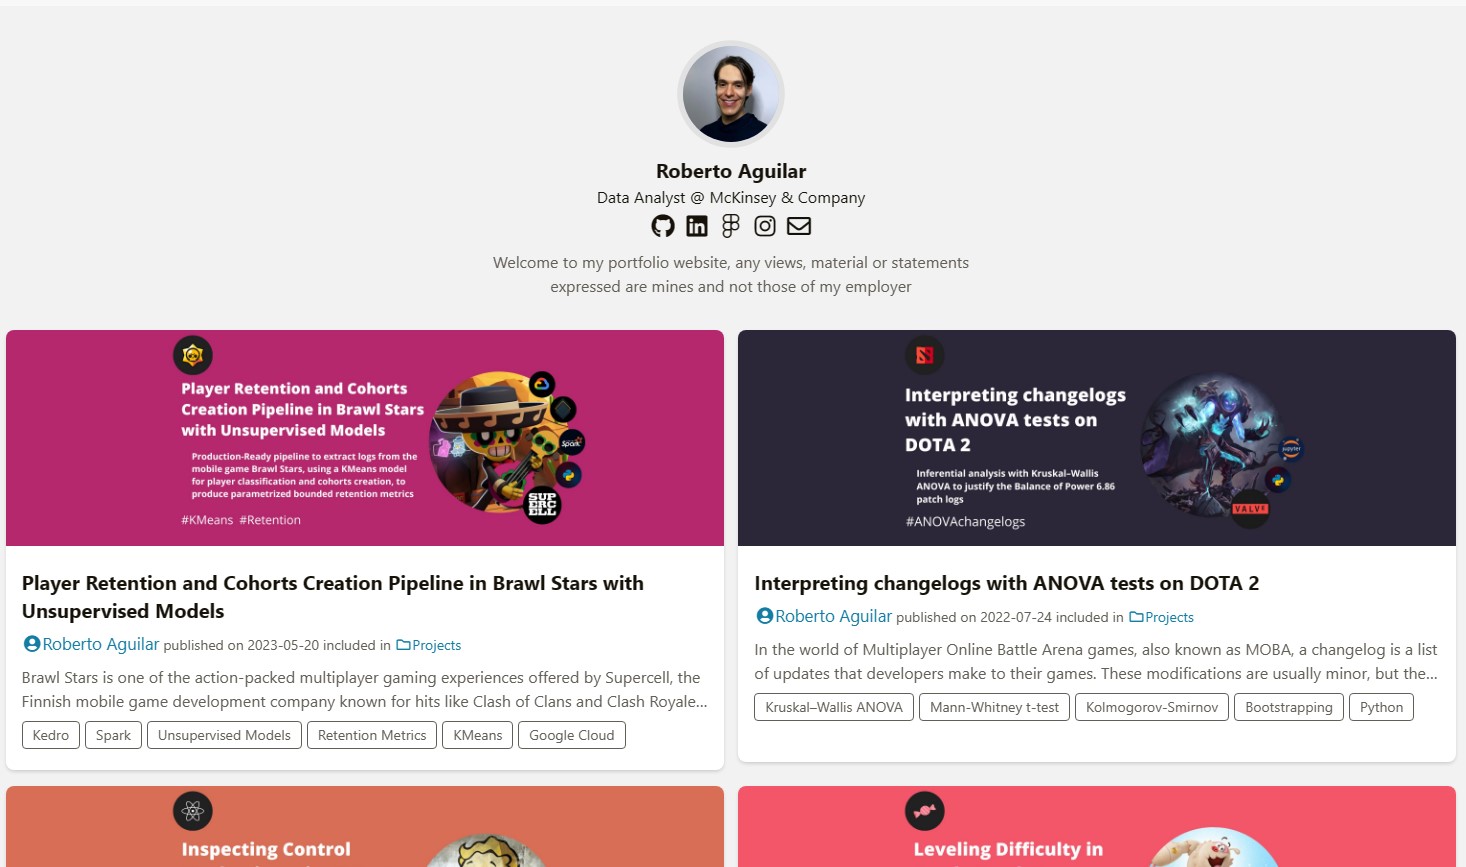 Roberto Aguilar
Data Analyst @ McKinsey & Company
Welcome to my portfolio website, any views, material or statements
expressed are mines and not those of my employer
Player Retention and Cohorts
Creation Pipeline in Brawl Stars
with Unsupervised Models
Production-Ready pipeline to extract logs from the
mobile game Brawl Stars, using a KMeans model
for player classification and cohorts creation, to
produce parametrized bounded retention metrics
#KMeans #Retention
Spark
SUP
ERC
ELL
Player Retention and Cohorts Creation Pipeline in Brawl Stars with
Unsupervised Models
Roberto Aguilar published on 2023-05-20 included in Projects
Brawl Stars is one of the action-packed multiplayer gaming experiences offered by Supercell, the
Finnish mobile game development company known for hits like Clash of Clans and Clash Royale...
Kedro Spark Unsupervised Models Retention Metrics KMeans Google Cloud
Interpreting changelogs
with ANOVA tests on
DOTA 2
Inferential analysis with Kruskal–Wallis
ANOVA to justify the Balance of Power 6.86
patch logs
#ANOVAchangelogs
jupyter
VALVE
Interpreting changelogs with ANOVA tests on DOTA 2
Roberto Aguilar published on 2022-07-24 included in Projects
In the world of Multiplayer Online Battle Arena games, also known as MOBA, a changelog is a list
of updates that developers make to their games. These modifications are usually minor, but the...
Kruskal–Wallis ANOVA Mann-Whitney t-test Kolmogorov-Smirnov Bootstrapping Python
Inspecting Control
Leveling Difficulty in